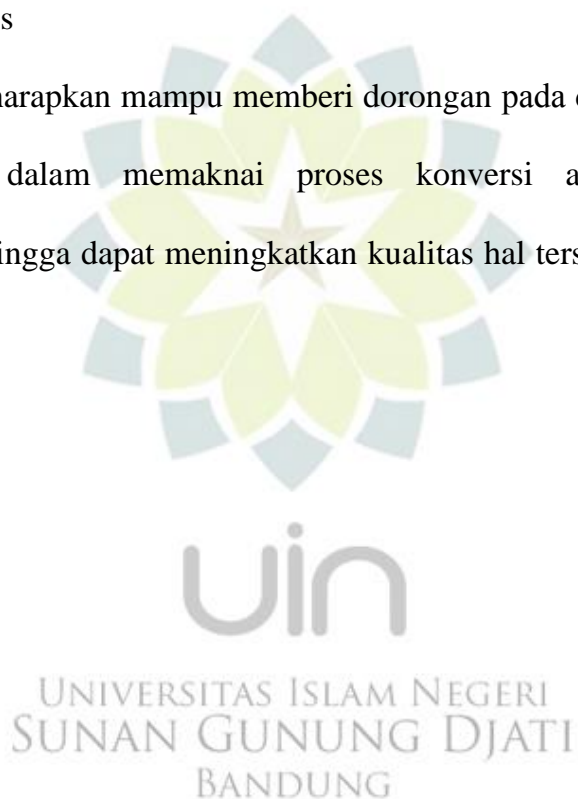 s
harapkan mampu memberi dorongan pada
dalam memaknai proses konversi a
ingga dapat meningkatkan kualitas hal ters
uin
UNIVERSITAS ISLAM NEGERI
SUNAN GUNUNG DJATI
BANDUNG